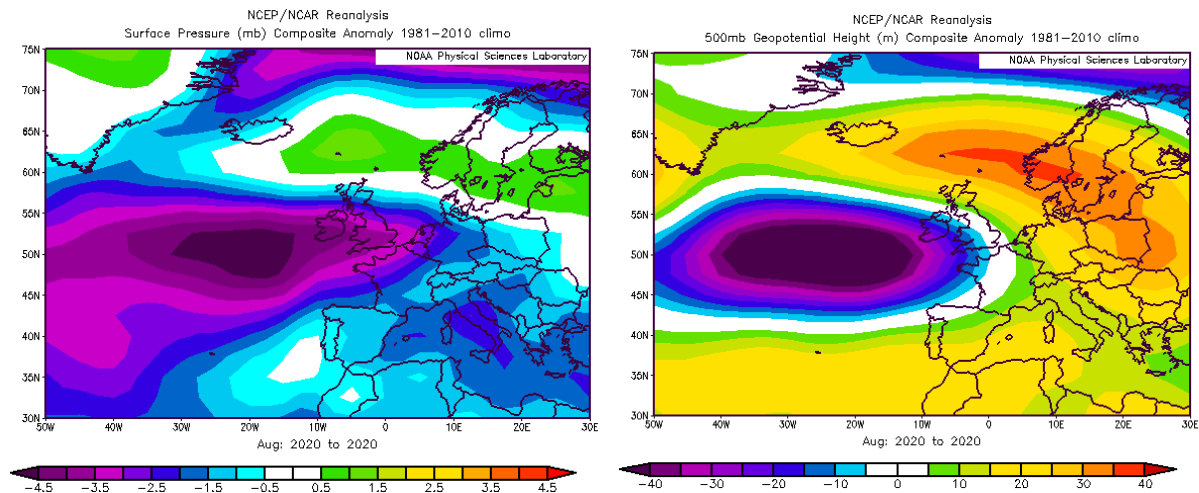 NCEP/NCAR Reanalysis
Surface Pressure (mb) Composite Anomaly 1981-2010 climo
NOAA Physical Sciences Laboratory
75N
70N
65N
60N
55N
50N
45N
40N
35N
30N
50W 40W 30W 20W 10W 0 10E 20E 30E
Aug: 2020 to 2020
-4.5 -3.5 -2.5 -1.5 -0.5 0.5 1.5 2.5 3.5 4.5
NCEP/NCAR Reanalysis
500mb Geopotential Height (m) Composite Anomaly 1981-2010 climo
NOAA Physical Sciences Laboratory
75N
70N
65N
60N
55N
50N
45N
40N
35N
30N
50W 40W 30W 20W 10W 0 10E 20E 30E
Aug: 2020 to 2020
-40 -30 -20 -10 0 10 20 30 40